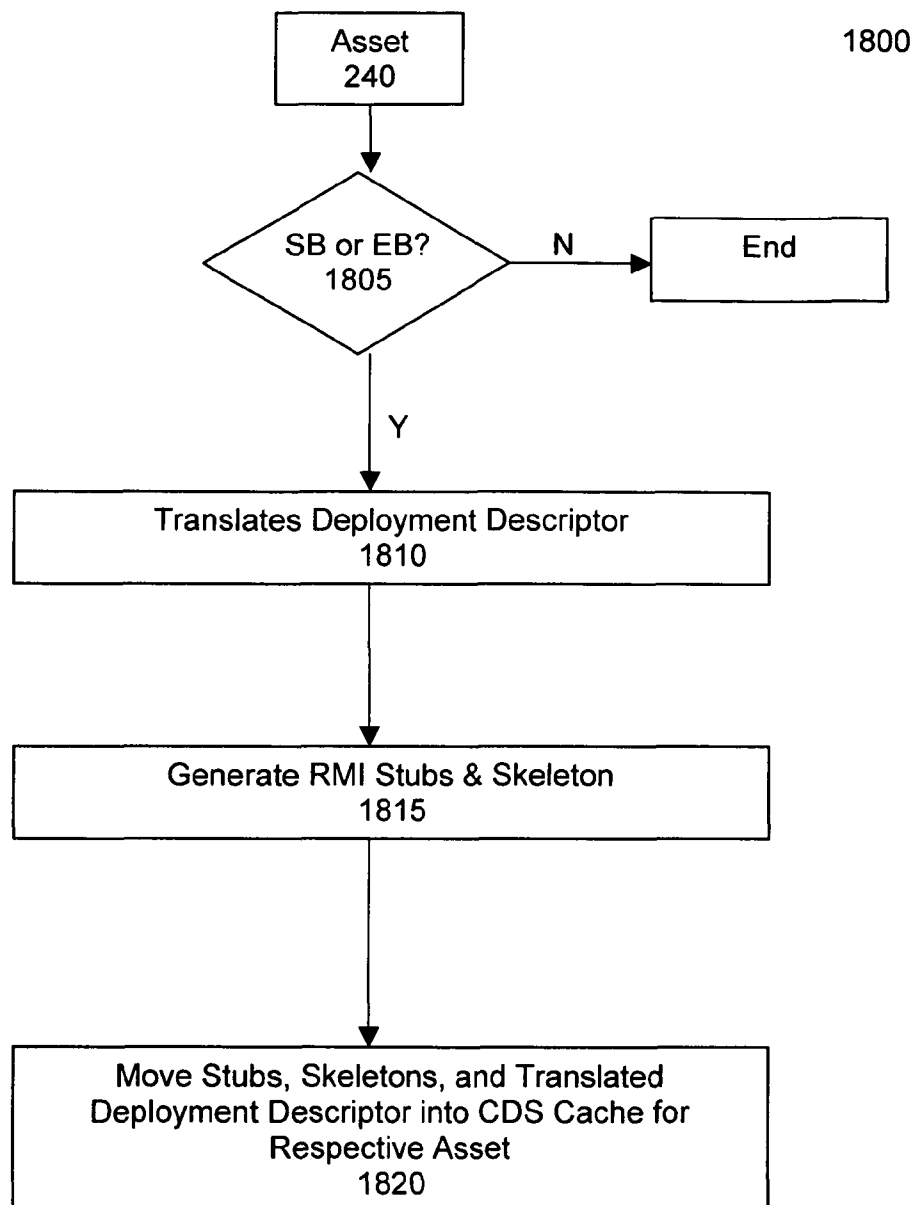 Asset
240
1800
SB or EB?
1805
N
End
Y
Translates Deployment Descriptor
1810
Generate RMI Stubs & Skeleton
1815
Move Stubs, Skeletons, and Translated
Deployment Descriptor into CDS Cache for
Respective Asset
1820